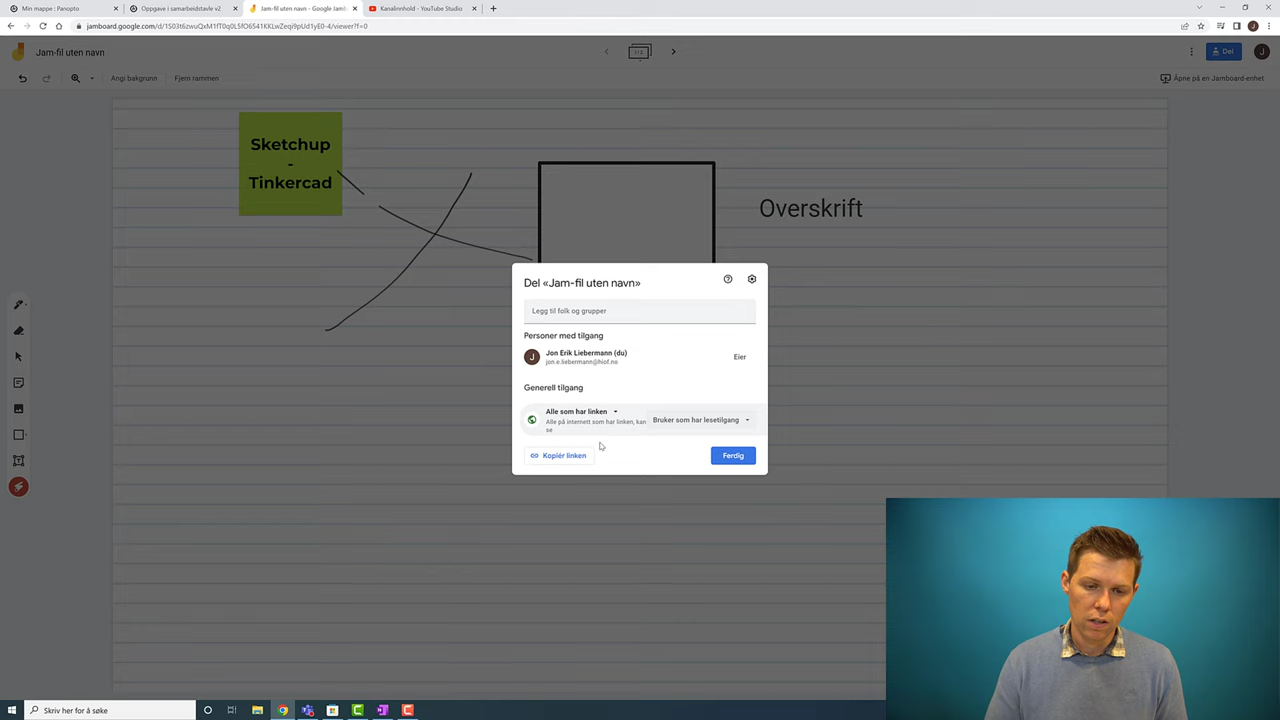 Min mappe : Panopto
Oppgave i samarbeidstavle v2
Jam-fil uten navn - Google Jamb
Kanalinnhold - YouTube Studio
jamboard.google.com/d/1S03t6zwuQxM1fT0q0L5fO6541KKLwZeqi9pUd1yE0-4/viewer?f=0
Jam-fil uten navn
Del
J
Angi bakgrunn
Fjern rammen
Åpne på en Jamboard-enhet
Sketchup
-
Tinkercad
Overskrift
Del «Jam-fil uten navn»
Legg til folk og grupper
Personer med tilgang
J
Jon Erik Liebermann (du)
Eier
jon.e.liebermann@hiof.no
Generell tilgang
Alle som har linken
Alle på internett som har linken, kan
se
Bruker som har lesetilgang
Kopiér linken
Ferdig
Skriv her for å søke